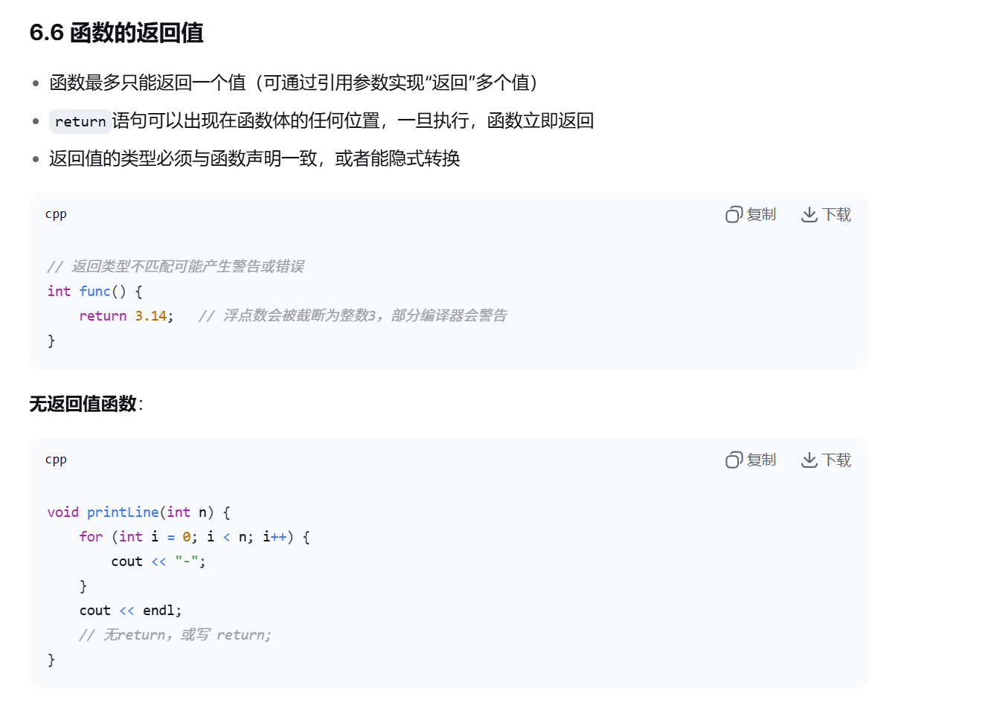 6.6 函数的返回值
函数最多只能返回一个值（可通过引用参数实现“返回”多个值）
return语句可以出现在函数体的任何位置，一旦执行，函数立即返回
返回值的类型必须与函数声明一致，或者能隐式转换
cpp 复制 下载
// 返回类型不匹配可能产生警告或错误
int func() {
    return 3.14;   // 浮点数会被截断为整数3，部分编译器会警告
}
无返回值函数：
cpp 复制 下载
void printLine(int n) {
    for (int i = 0; i < n; i++) {
        cout << "-";
    }
    cout << endl;
    // 无return，或写 return;
}